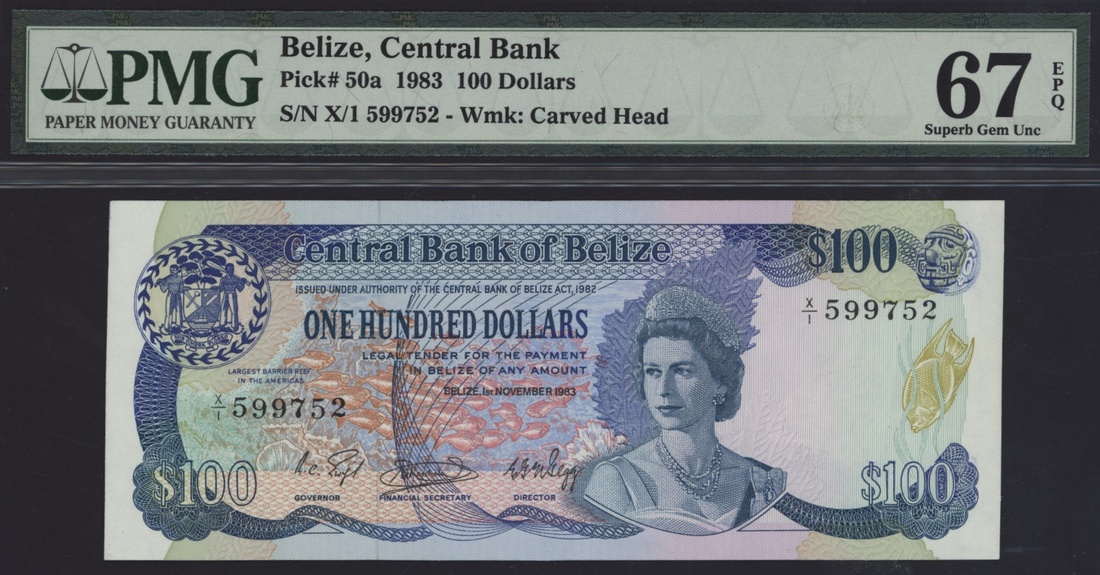 PMG
PAPER MONEY GUARANTY
Belize, Central Bank
Pick# 50a 1983 100 Dollars
S/N X/1 599752 - Wmk: Carved Head
67
EPQ
Superb Gem Unc
Central Bank of Belize
$100
ISSUED UNDER AUTHORITY OF THE CENTRAL BANK OF BELIZE ACT, 1982
X/1 599752
ONE HUNDRED DOLLARS
LEGAL TENDER FOR THE PAYMENT
IN BELIZE OF ANY AMOUNT
LARGEST BARRIER REEF
IN THE AMERICAS
BELIZE, 1st NOVEMBER 1983
X/1 599752
$100
GOVERNOR
FINANCIAL SECRETARY
DIRECTOR
$100